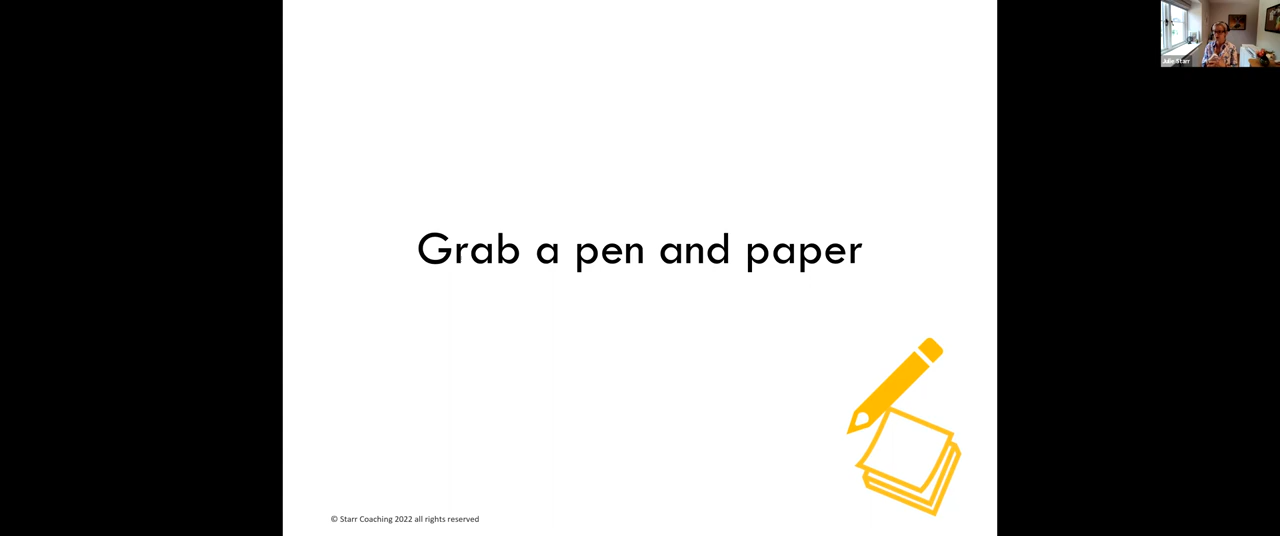 Julie Starr
Grab a pen and paper
© Starr Coaching 2022 all rights reserved